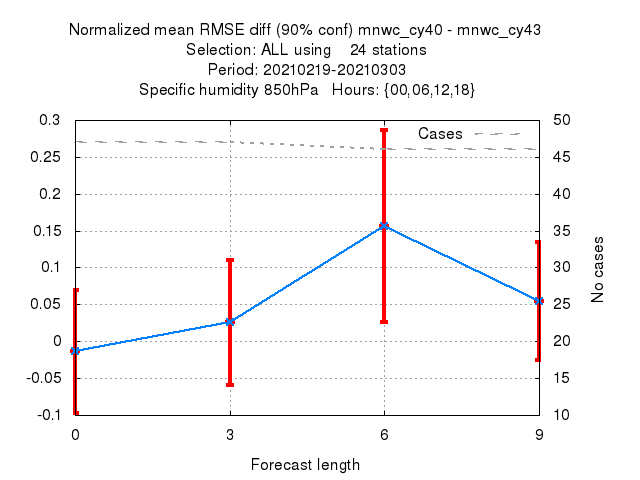 Normalized mean RMSE diff (90% conf) mnwc_cy40 - mnwc_cy43
Selection: ALL using 24 stations
Period: 20210219-20210303
Specific humidity 850hPa Hours: {00,06,12,18}
Cases
0.3
0.25
0.2
0.15
0.1
0.05
0
-0.05
-0.1
50
45
40
35
30
25
20
15
10
No cases
0 3 6 9
Forecast length